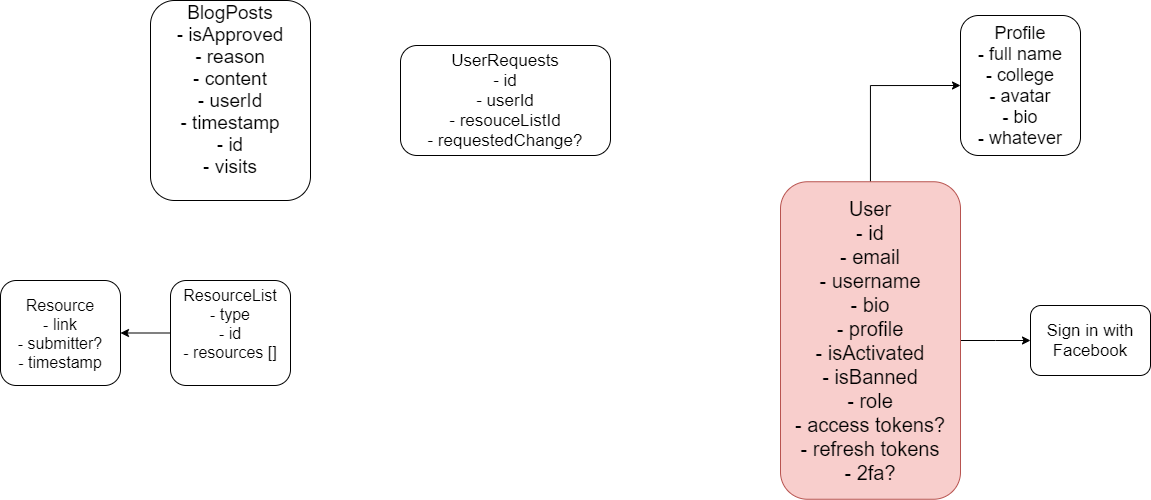 BlogPosts
- isApproved
- reason
- content
- userId
- timestamp
- id
- visits
UserRequests
- id
- userId
- resouceListId
- requestedChange?
Profile
- full name
- college
- avatar
- bio
- whatever
User
- id
- email
- username
- bio
- profile
- isActivated
- isBanned
- role
- access tokens?
- refresh tokens
- 2fa?
Resource
- link
- submitter?
- timestamp
ResourceList
- type
- id
- resources []
Sign in with
Facebook